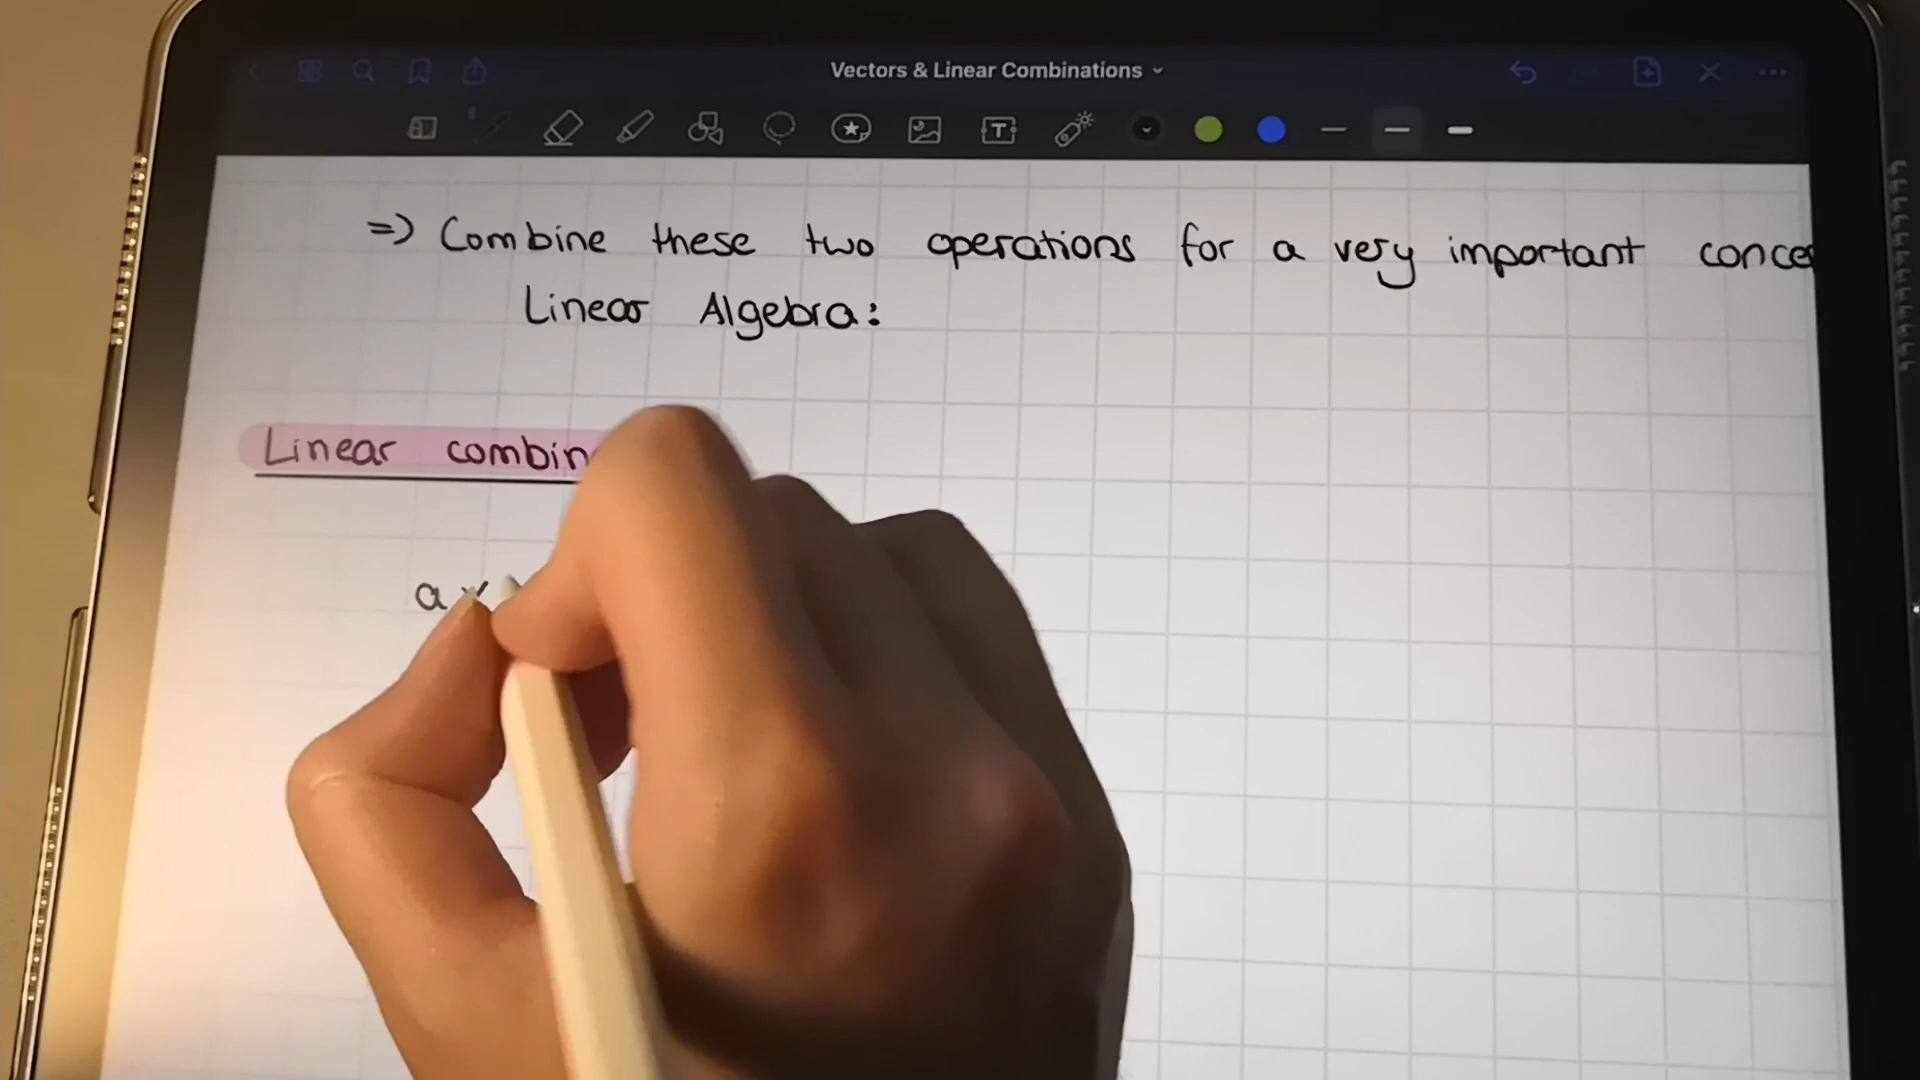 Vectors & Linear Combinations
T
=> Combine these two operations for a very important
Linear Algebra:
Linear
a